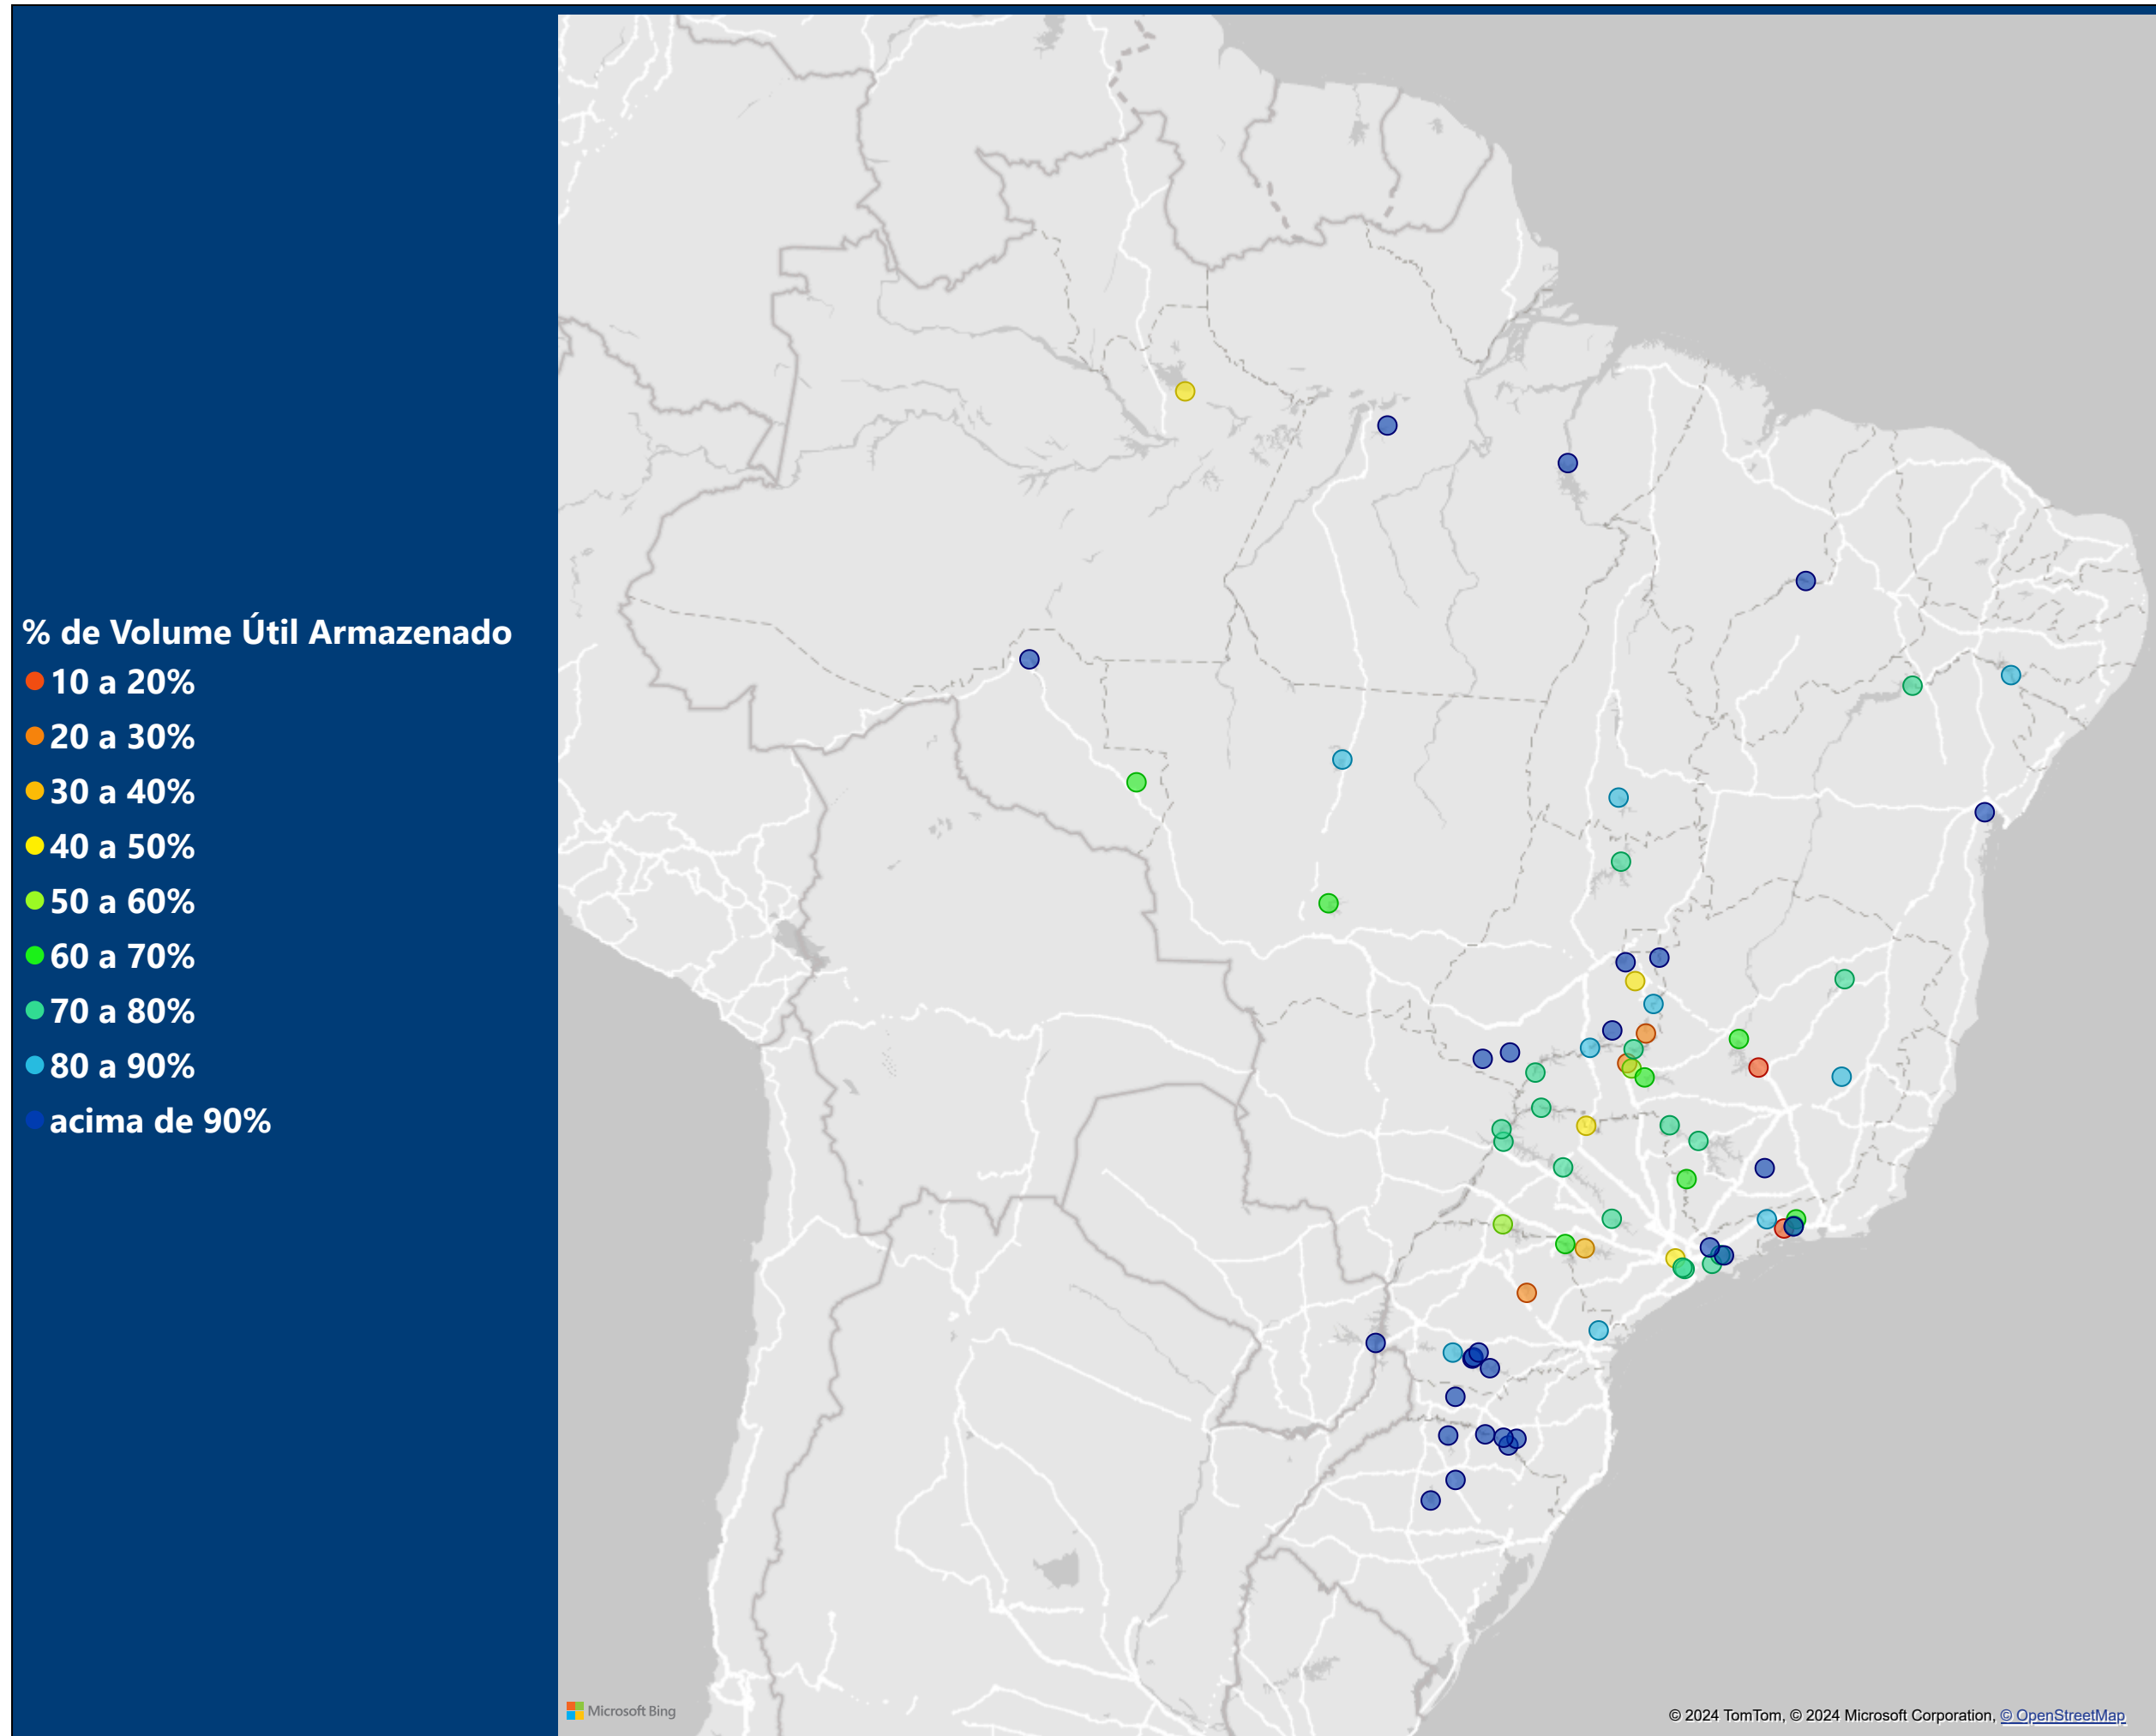 % de Volume Útil Armazenado
10 a 20%
20 a 30%
30 a 40%
40 a 50%
50 a 60%
60 a 70%
70 a 80%
80 a 90%
acima de 90%
Microsoft Bing
© 2024 TomTom, © 2024 Microsoft Corporation, © OpenStreetMap